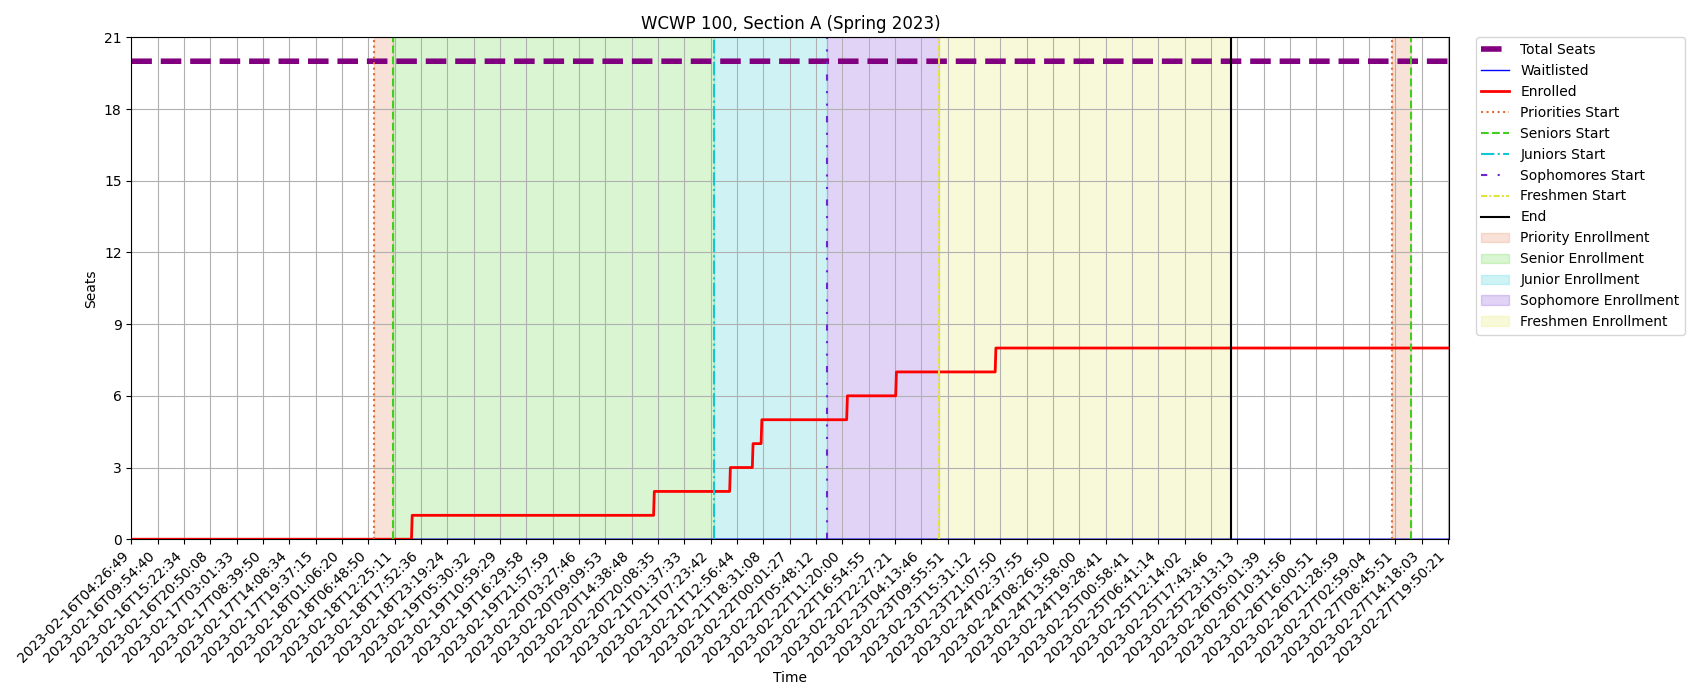 WCWP 100, Section A (Spring 2023)
21
18
15
12
9
6
3
0
Seats
2023-02-16T04:26:49
2023-02-16T09:54:40
2023-02-16T15:22:34
2023-02-16T20:50:08
2023-02-17T03:01:33
2023-02-17T08:39:50
2023-02-17T14:08:34
2023-02-17T19:37:15
2023-02-18T01:06:20
2023-02-18T06:48:50
2023-02-18T12:25:11
2023-02-18T17:52:36
2023-02-18T23:19:24
2023-02-19T05:30:32
2023-02-19T10:59:29
2023-02-19T16:29:58
2023-02-19T21:57:59
2023-02-20T03:27:46
2023-02-20T09:09:53
2023-02-20T14:38:48
2023-02-20T20:08:35
2023-02-21T01:37:33
2023-02-21T07:23:42
2023-02-21T12:56:44
2023-02-21T18:31:08
2023-02-22T00:01:27
2023-02-22T05:48:12
2023-02-22T11:20:00
2023-02-22T16:54:55
2023-02-22T22:27:21
2023-02-23T04:13:46
2023-02-23T09:55:51
2023-02-23T15:31:12
2023-02-23T21:07:50
2023-02-24T02:37:55
2023-02-24T08:26:50
2023-02-24T13:58:00
2023-02-24T19:28:41
2023-02-25T00:58:41
2023-02-25T06:41:14
2023-02-25T12:14:02
2023-02-25T17:43:46
2023-02-25T23:13:13
2023-02-26T05:01:39
2023-02-26T10:31:56
2023-02-26T16:00:51
2023-02-26T21:28:59
2023-02-27T02:59:04
2023-02-27T08:45:51
2023-02-27T14:18:03
2023-02-27T19:50:21
Time
Total Seats
Waitlisted
Enrolled
Priorities Start
Seniors Start
Juniors Start
Sophomores Start
Freshmen Start
End
Priority Enrollment
Senior Enrollment
Junior Enrollment
Sophomore Enrollment
Freshmen Enrollment